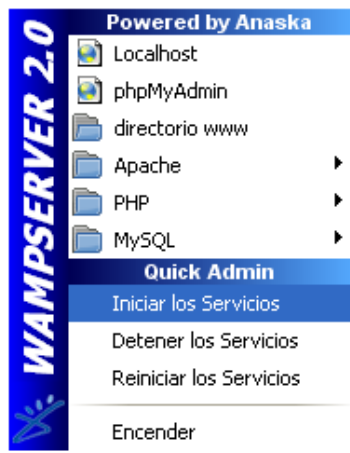 WAMPSERVER 2.0
Powered by Anaska
Localhost
phpMyAdmin
directorio www
Apache
PHP
MySQL
Quick Admin
Iniciar los Servicios
Detener los Servicios
Reiniciar los Servicios
Encender